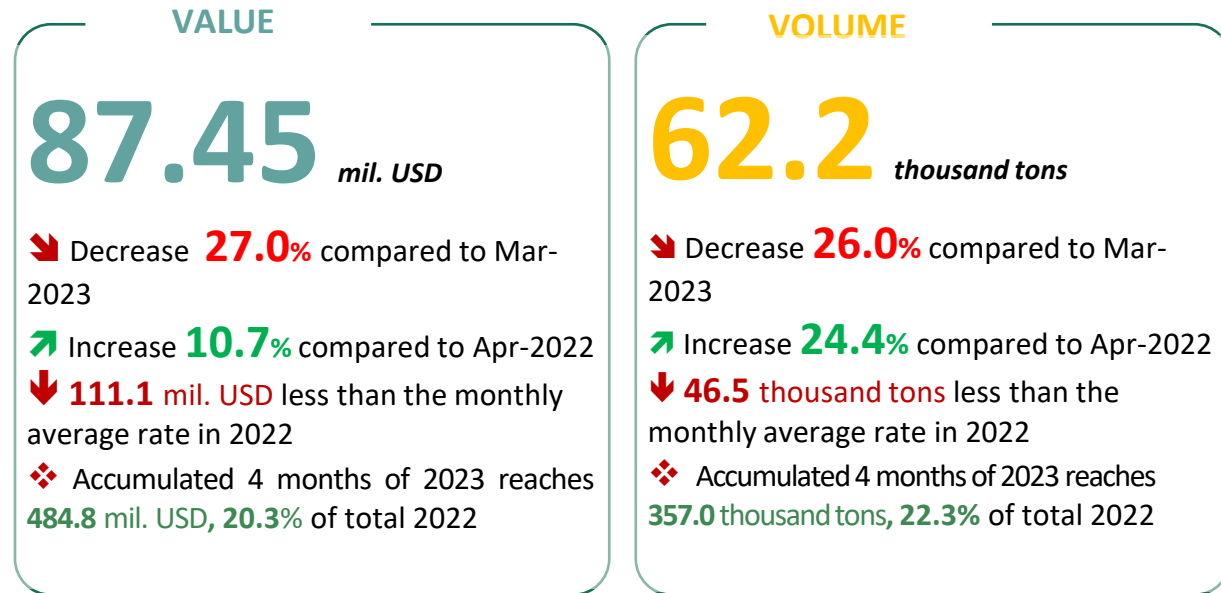 VALUE
87.45 mil. USD
Decrease 27.0% compared to Mar-
2023
Increase 10.7% compared to Apr-2022
111.1 mil. USD less than the monthly
average rate in 2022
Accumulated 4 months of 2023 reaches
484.8 mil. USD, 20.3% of total 2022
VOLUME
62.2 thousand tons
Decrease 26.0% compared to Mar-
2023
Increase 24.4% compared to Apr-2022
46.5 thousand tons less than the
monthly average rate in 2022
Accumulated 4 months of 2023 reaches
357.0 thousand tons, 22.3% of total 2022